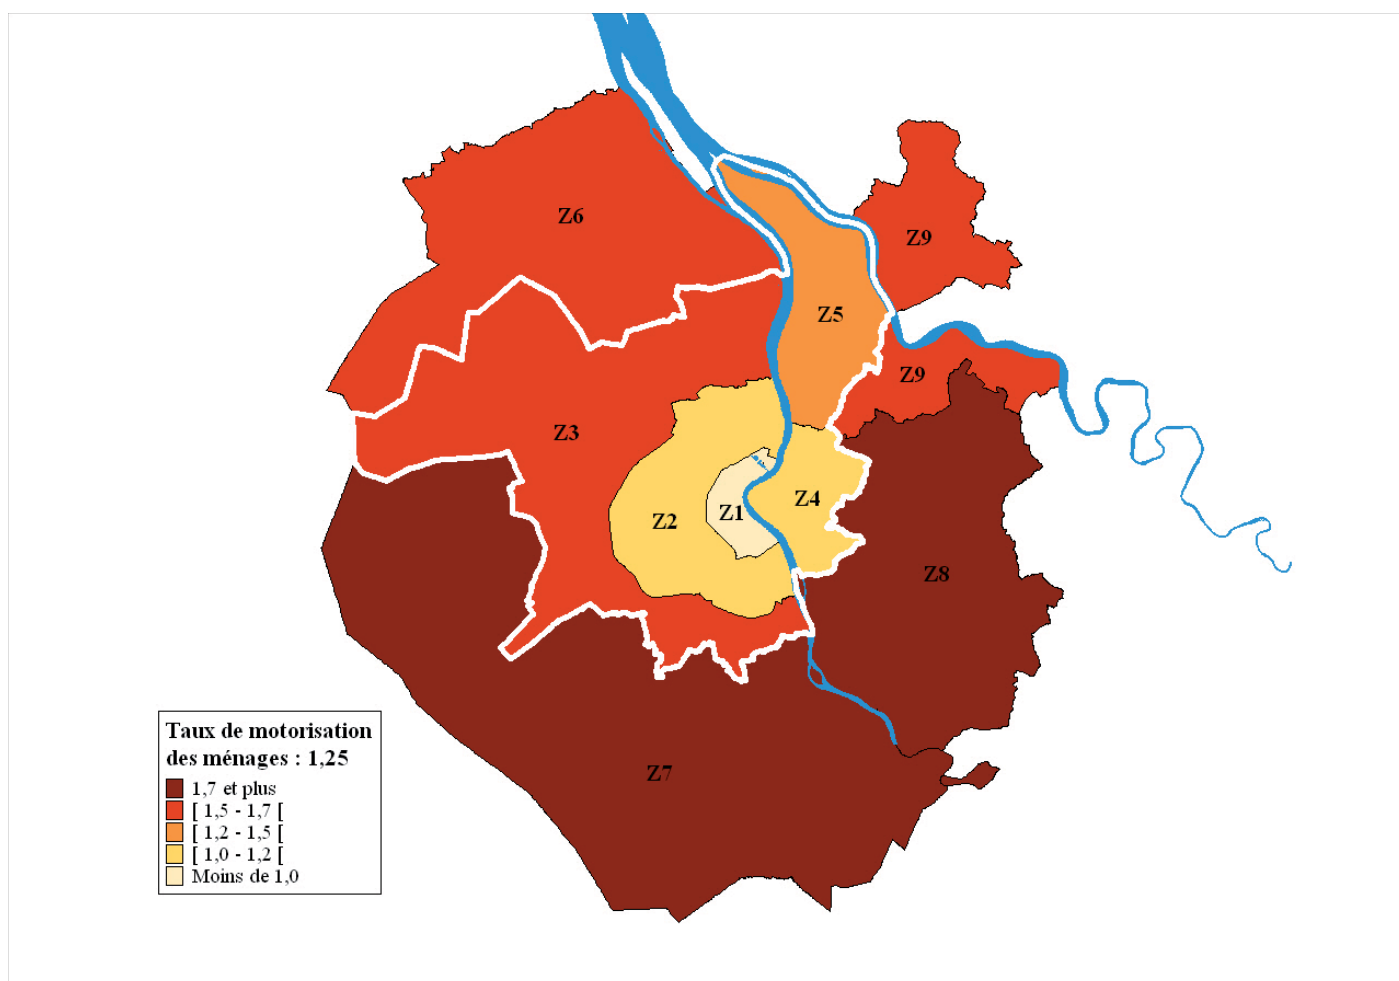 Z6
Z9
Z5
Z9
Z3
Z4
Z1
Z2
Z8
Z7
Taux de motorisation
des ménages : 1,25
1,7 et plus
[ 1,5 - 1,7 [
[ 1,2 - 1,5 [
[ 1,0 - 1,2 [
Moins de 1,0